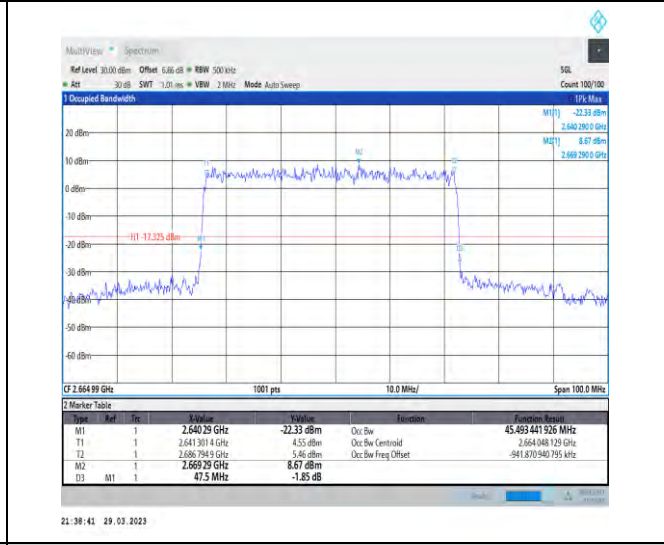 MultiView Spectrum
Ref Level 30.00 dBm Offset 6.86 dB RBW 500 kHz SGL
Att 30 dB SWT 1.01 ms VBW 2 MHz Mode Auto Sweep Count 100/100
1 Occupied Bandwidth 1Pk Max
M1[1] -22.33 dBm
2.640 290 0 GHz
M2[1] 8.67 dBm
2.669 290 0 GHz
20 dBm
M2
10 dBm
T1
0 dBm
-10 dBm
H1 -17.325 dBm
M1
-20 dBm
D3
-30 dBm
-40 dBm
-50 dBm
-60 dBm
CF 2.664 99 GHz 1001 pts 10.0 MHz/ Span 100.0 MHz
2 Marker Table
Type Ref Trc X-Value Y-Value Function Function Result
M1 1 2.640 29 GHz -22.33 dBm Occ Bw 45.493 441 926 MHz
T1 1 2.641 301 4 GHz 4.55 dBm Occ Bw Centroid 2.664 048 129 GHz
T2 1 2.686 794 9 GHz 5.46 dBm Occ Bw Freq Offset -941.870 940 795 kHz
M2 1 2.669 29 GHz 8.67 dBm
D3 M1 1 47.5 MHz -1.85 dB
21:38:41 29.03.2023